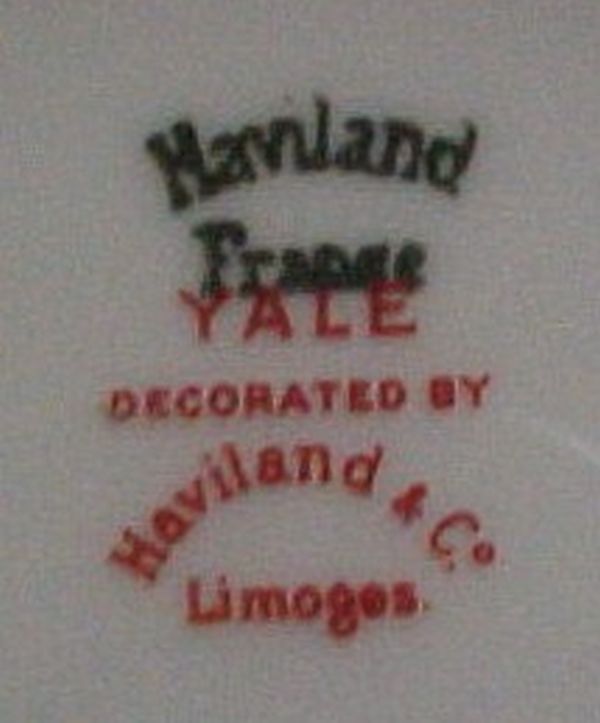 Haviland
France
YALE
DECORATED BY
Haviland & Co
Limoges.